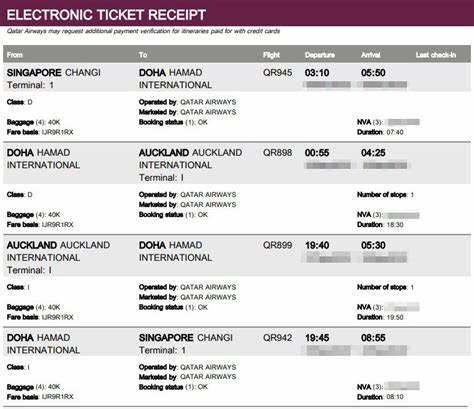 ELECTRONIC TICKET RECEIPT
Qatar Airways may request additional payment verification for itineraries paid for with credit cards
From To Flight Departure Arrival Last check-in
SINGAPORE CHANGI DOHA HAMAD QR945 03:10 05:50
Terminal: 1 INTERNATIONAL
Class: D Operated by: QATAR AIRWAYS
Marketed by: QATAR AIRWAYS
Baggage (4): 40K Booking status (1): OK NVA (3):
Fare basis: IJR9R1RX Duration: 07:40
DOHA HAMAD AUCKLAND AUCKLAND QR898 00:55 04:25
INTERNATIONAL INTERNATIONAL
Terminal: I
Class: D Operated by: QATAR AIRWAYS Number of stops: 1
Marketed by: QATAR AIRWAYS
Baggage (4): 40K Booking status (1): OK NVA (3):
Fare basis: IJR9R1RX Duration: 18:30
AUCKLAND AUCKLAND DOHA HAMAD QR899 19:40 05:30
INTERNATIONAL INTERNATIONAL
Terminal: I
Class: I Operated by: QATAR AIRWAYS Number of stops: 1
Marketed by: QATAR AIRWAYS
Baggage (4): 40K Booking status (1): OK NVA (3):
Fare basis: IJR9R1RX Duration: 19:50
DOHA HAMAD SINGAPORE CHANGI QR942 19:45 08:55
INTERNATIONAL Terminal: 1
Class: I Operated by: QATAR AIRWAYS
Marketed by: QATAR AIRWAYS
Baggage (4): 40K Booking status (1): OK NVA (3):
Fare basis: IJR9R1RX Duration: 08:10